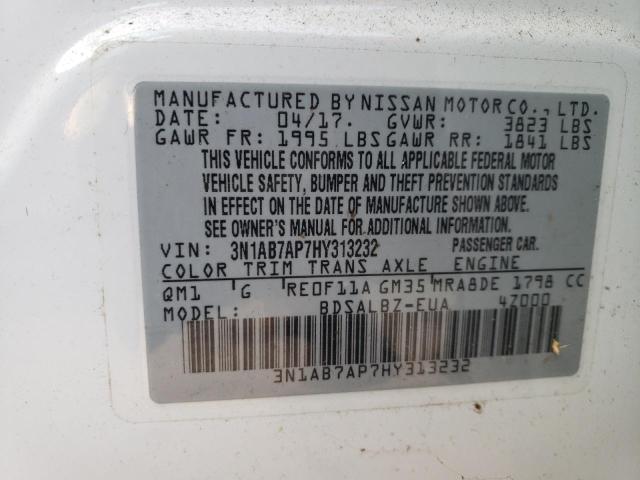 MANUFACTURED BY NISSAN MOTOR CO., LTD.
DATE: 04/17. GVWR: 3823 LBS
GAWR FR: 1995 LBS GAWR RR: 1841 LBS
THIS VEHICLE CONFORMS TO ALL APPLICABLE FEDERAL MOTOR
VEHICLE SAFETY, BUMPER AND THEFT PREVENTION STANDARDS
IN EFFECT ON THE DATE OF MANUFACTURE SHOWN ABOVE.
SEE OWNER'S MANUAL FOR ADDITIONAL INFORMATION.
VIN: 3N1AB7AP7HY313232 PASSENGER CAR.
COLOR TRIM TRANS AXLE ENGINE
QM1 G RE0F11A GM35 MRA8DE 1798 CC
MODEL: BDSALBZ-EUA 4Z000
3N1AB7AP7HY313232